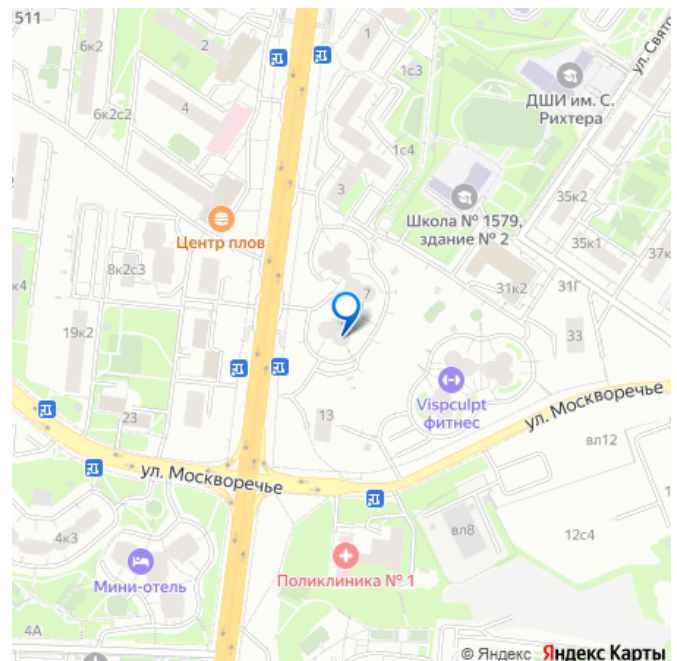 511
6к2
2
1
1с3
ул. Свято
ДШИ им. С.
Рихтера
6к2с2
4
1с4
3
Школа № 1579,
здание № 2
35к2
35к1
37к
Центр плов
8к2с3
7
31к2
31Г
к4
19к2
33
Vispculpt
фитнес
23
13
ул. Москворечье
ул. Москворечье
вл12
вл8
12с4
4к3
Мини-отель
Поликлиника № 1
4А
© Яндекс Яндекс Карты